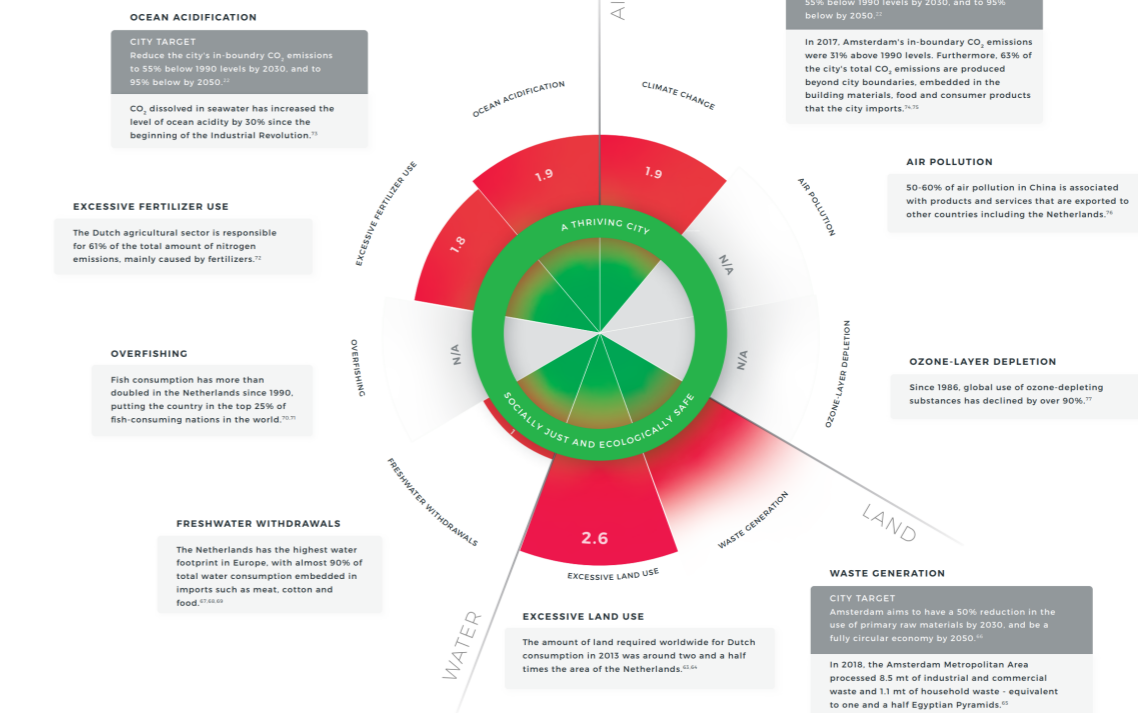 OCEAN ACIDIFICATION
CITY TARGET
Reduce the city's in-boundry CO₂ emissions
to 55% below 1990 levels by 2030, and to
95% below by 2050.²²
CO₂ dissolved in seawater has increased the
level of ocean acidity by 30% since the
beginning of the Industrial Revolution.⁷³
EXCESSIVE FERTILIZER USE
The Dutch agricultural sector is responsible
for 61% of the total amount of nitrogen
emissions, mainly caused by fertilizers.⁷²
OVERFISHING
Fish consumption has more than
doubled in the Netherlands since 1990,
putting the country in the top 25% of
fish-consuming nations in the world.⁷⁰,⁷¹
FRESHWATER WITHDRAWALS
The Netherlands has the highest water
footprint in Europe, with almost 90% of
total water consumption embedded in
imports such as meat, cotton and
food.⁶⁷,⁶⁸,⁶⁹
AI
OCEAN ACIDIFICATION
CLIMATE CHANGE
EXCESSIVE FERTILIZER USE
AIR POLLUTION
1.9
1.9
1.8
A THRIVING CITY
N/A
OVERFISHING
N/A
N/A
OZONE-LAYER DEPLETION
SOCIALLY JUST AND ECOLOGICALLY SAFE
FRESHWATER WITHDRAWALS
2.6
WASTE GENERATION
EXCESSIVE LAND USE
LAND
WATER
EXCESSIVE LAND USE
The amount of land required worldwide for Dutch
consumption in 2013 was around two and a half
times the area of the Netherlands.⁶³,⁶⁴
55% below 1990 levels by 2030, and to 95%
below by 2050.²²
In 2017, Amsterdam's in-boundary CO₂ emissions
were 31% above 1990 levels. Furthermore, 63% of
the city's total CO₂ emissions are produced
beyond city boundaries, embedded in the
building materials, food and consumer products
that the city imports.⁷⁴,⁷⁵
AIR POLLUTION
50-60% of air pollution in China is associated
with products and services that are exported to
other countries including the Netherlands.⁷⁶
OZONE-LAYER DEPLETION
Since 1986, global use of ozone-depleting
substances has declined by over 90%.⁷⁷
WASTE GENERATION
CITY TARGET
Amsterdam aims to have a 50% reduction in the
use of primary raw materials by 2030, and be a
fully circular economy by 2050.
In 2018, the Amsterdam Metropolitan Area
processed 8.5 mt of industrial and commercial
waste and 1.1 mt of household waste - equivalent
to one and a half Egyptian Pyramids.⁶⁵